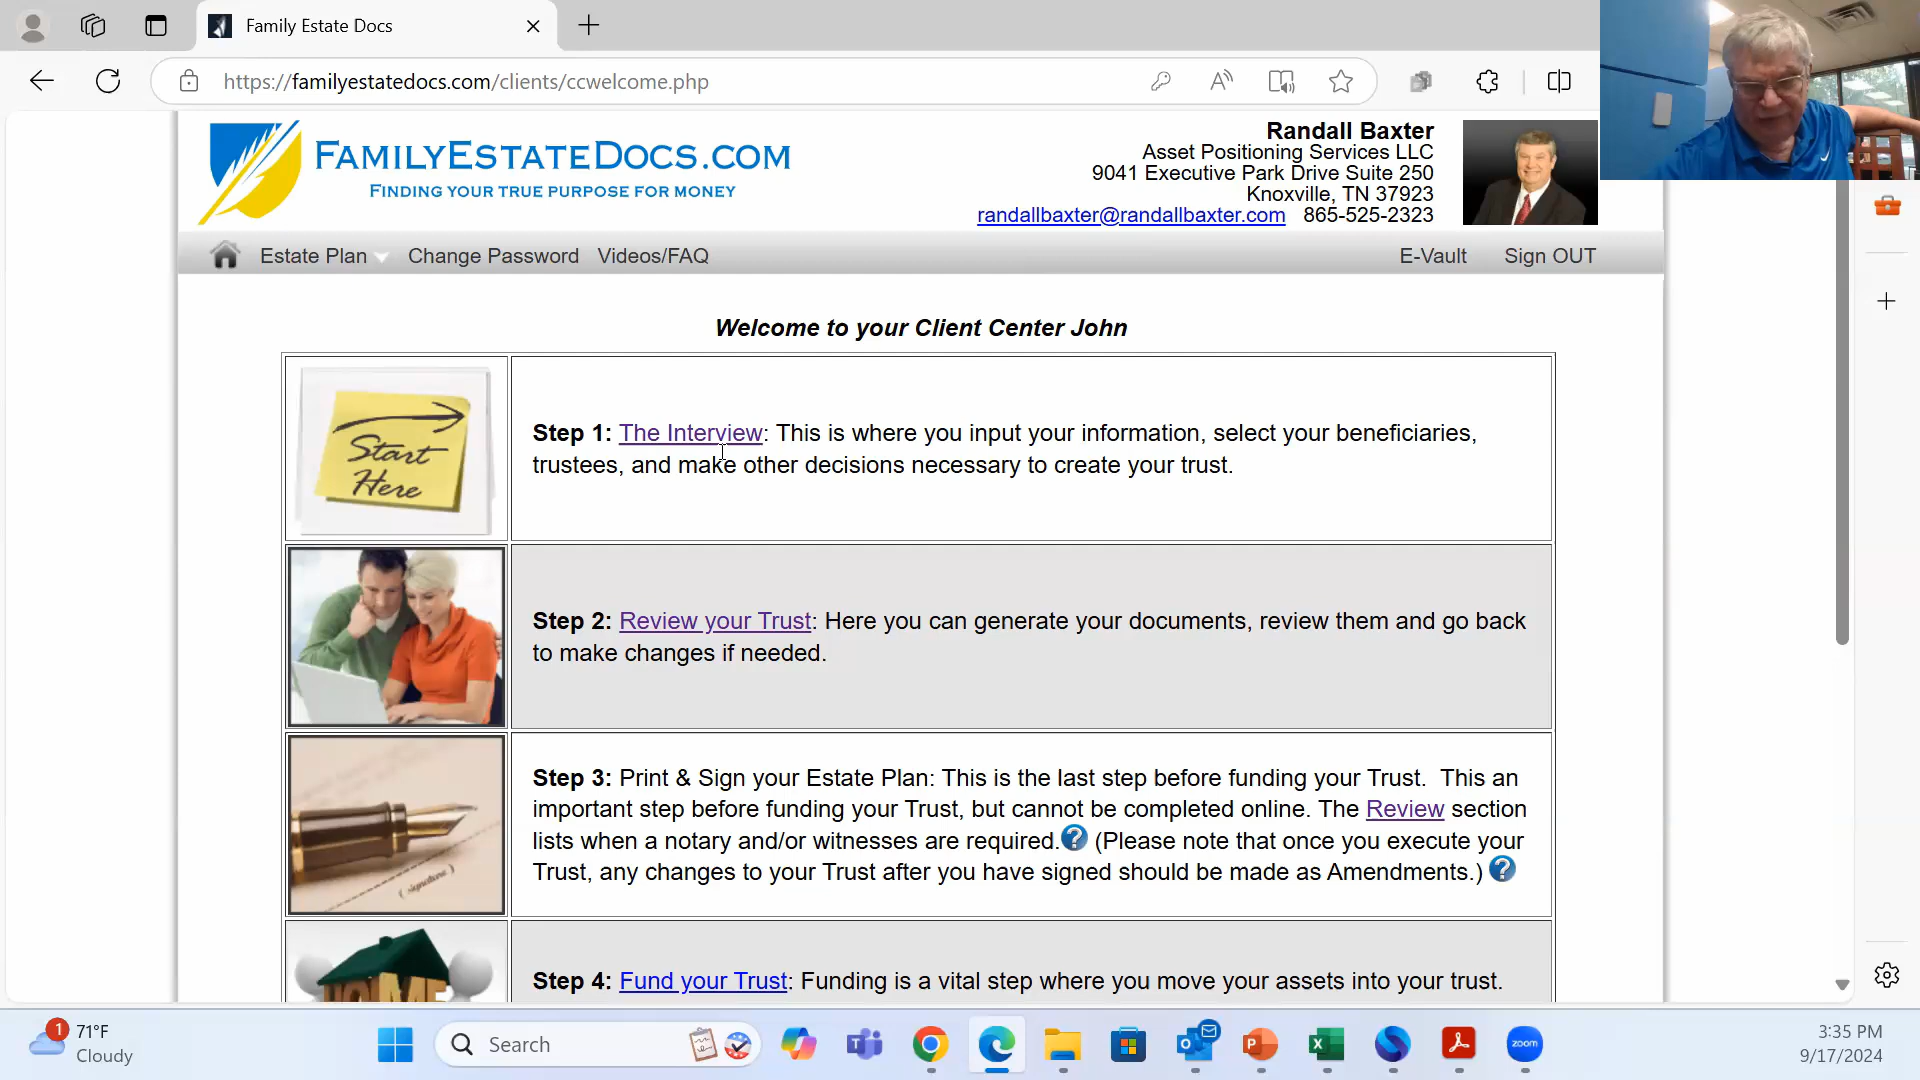 Family Estate Docs
https://familyestatedocs.com/clients/ccwelcome.php
FAMILYESTATEDOCS.COM
FINDING YOUR TRUE PURPOSE FOR MONEY
Randall Baxter
Asset Positioning Services LLC
9041 Executive Park Drive Suite 250
Knoxville, TN 37923
randallbaxter@randallbaxter.com 865-525-2323
Estate Plan Change Password Videos/FAQ E-Vault Sign OUT
Welcome to your Client Center John
Start
Here
Step 1: The Interview: This is where you input your information, select your beneficiaries,
trustees, and make other decisions necessary to create your trust.
Step 2: Review your Trust: Here you can generate your documents, review them and go back
to make changes if needed.
(signature)
Step 3: Print & Sign your Estate Plan: This is the last step before funding your Trust. This an
important step before funding your Trust, but cannot be completed online. The Review section
lists when a notary and/or witnesses are required. ? (Please note that once you execute your
Trust, any changes to your Trust after you have signed should be made as Amendments.) ?
HOME
Step 4: Fund your Trust: Funding is a vital step where you move your assets into your trust.
1
71°F
Cloudy
Search
zoom
3:35 PM
9/17/2024